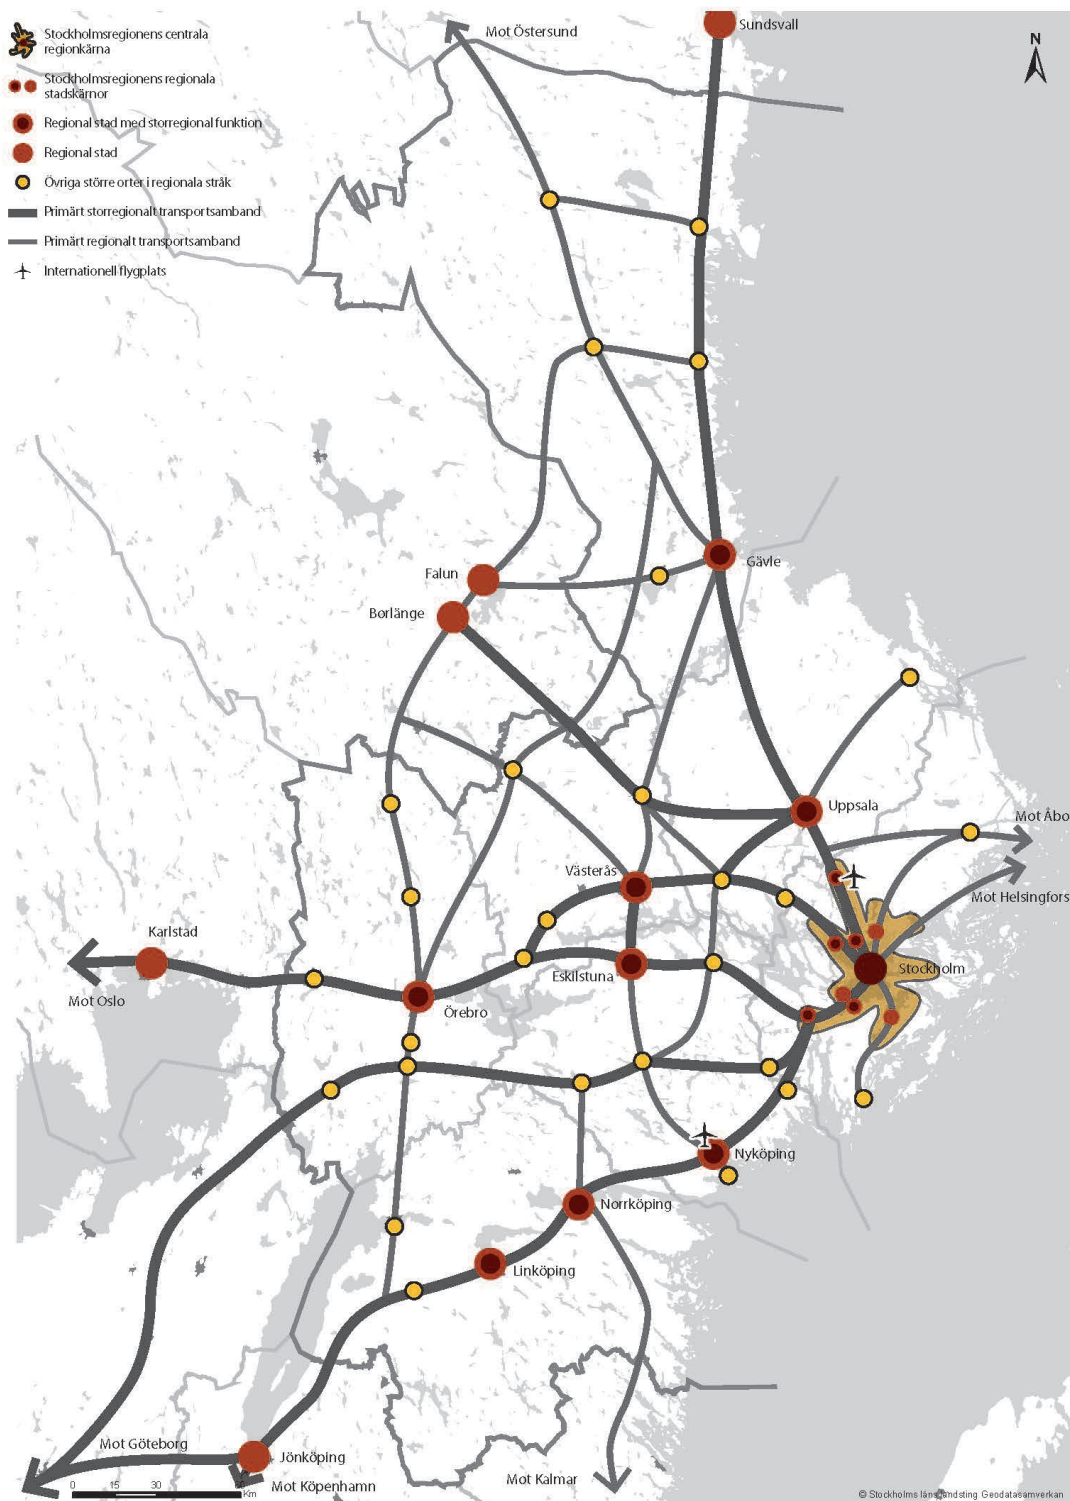 Stockholmsregionens centrala
regionkärna
Stockholmsregionens regionala
stadskärnor
Regional stad med storregional funktion
Regional stad
Övriga större orter i regionala stråk
Primärt storregionalt transportsamband
Primärt regionalt transportsamband
Internationell flygplats
Mot Östersund
Sundsvall
N
Gävle
Falun
Borlänge
Uppsala
Mot Åbo
Västerås
Mot Helsingfors
Karlstad
Stockholm
Eskilstuna
Mot Oslo
Örebro
Nyköping
Norrköping
Linköping
Mot Göteborg
Jönköping
Mot Köpenhamn
Mot Kalmar
0 15 30 Km
© Stockholms läns landsting Geodatasamverkan